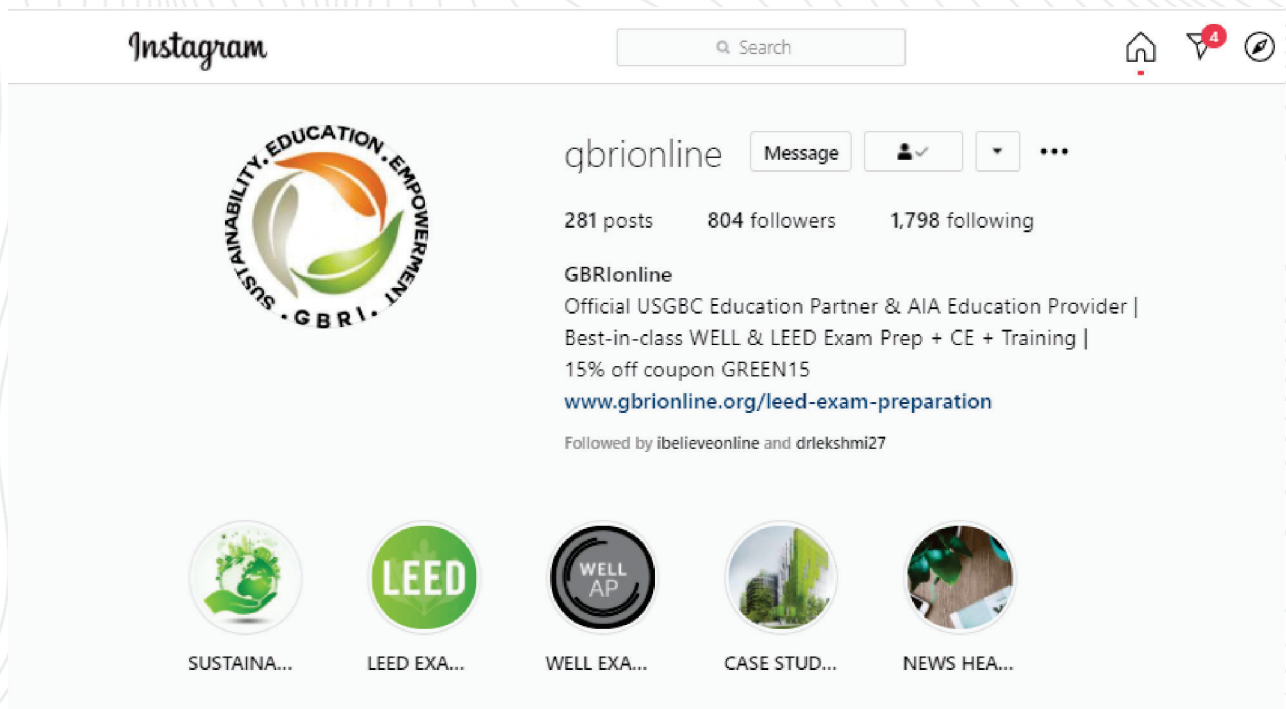 Instagram
Search
4
SUSTAINABILITY. EDUCATION. EMPOWERMENT
. GBRI.
gbrionline Message
281 posts 804 followers 1,798 following
GBRIonline
Official USGBC Education Partner & AIA Education Provider |
Best-in-class WELL & LEED Exam Prep + CE + Training |
15% off coupon GREEN15
www.gbrionline.org/leed-exam-preparation
Followed by ibelieveonline and drlekshmi27
LEED
WELL
AP
SUSTAINA... LEED EXA... WELL EXA... CASE STUD... NEWS HEA...